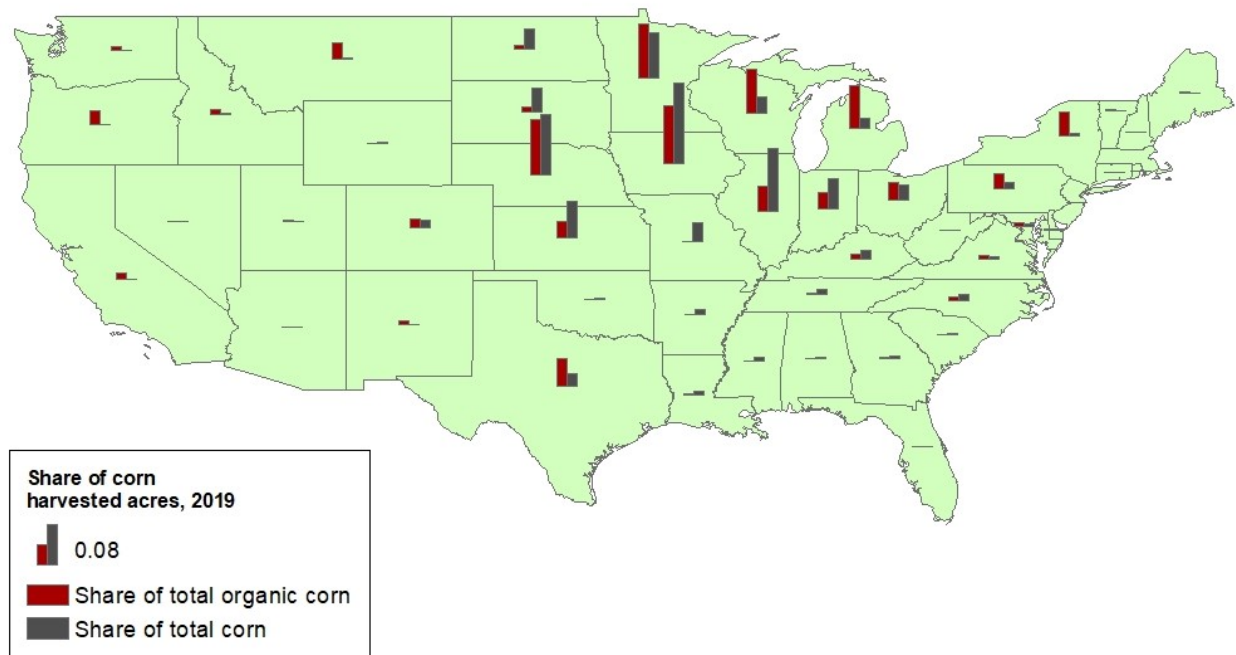 Share of corn
harvested acres, 2019
0.08
Share of total organic corn
Share of total corn